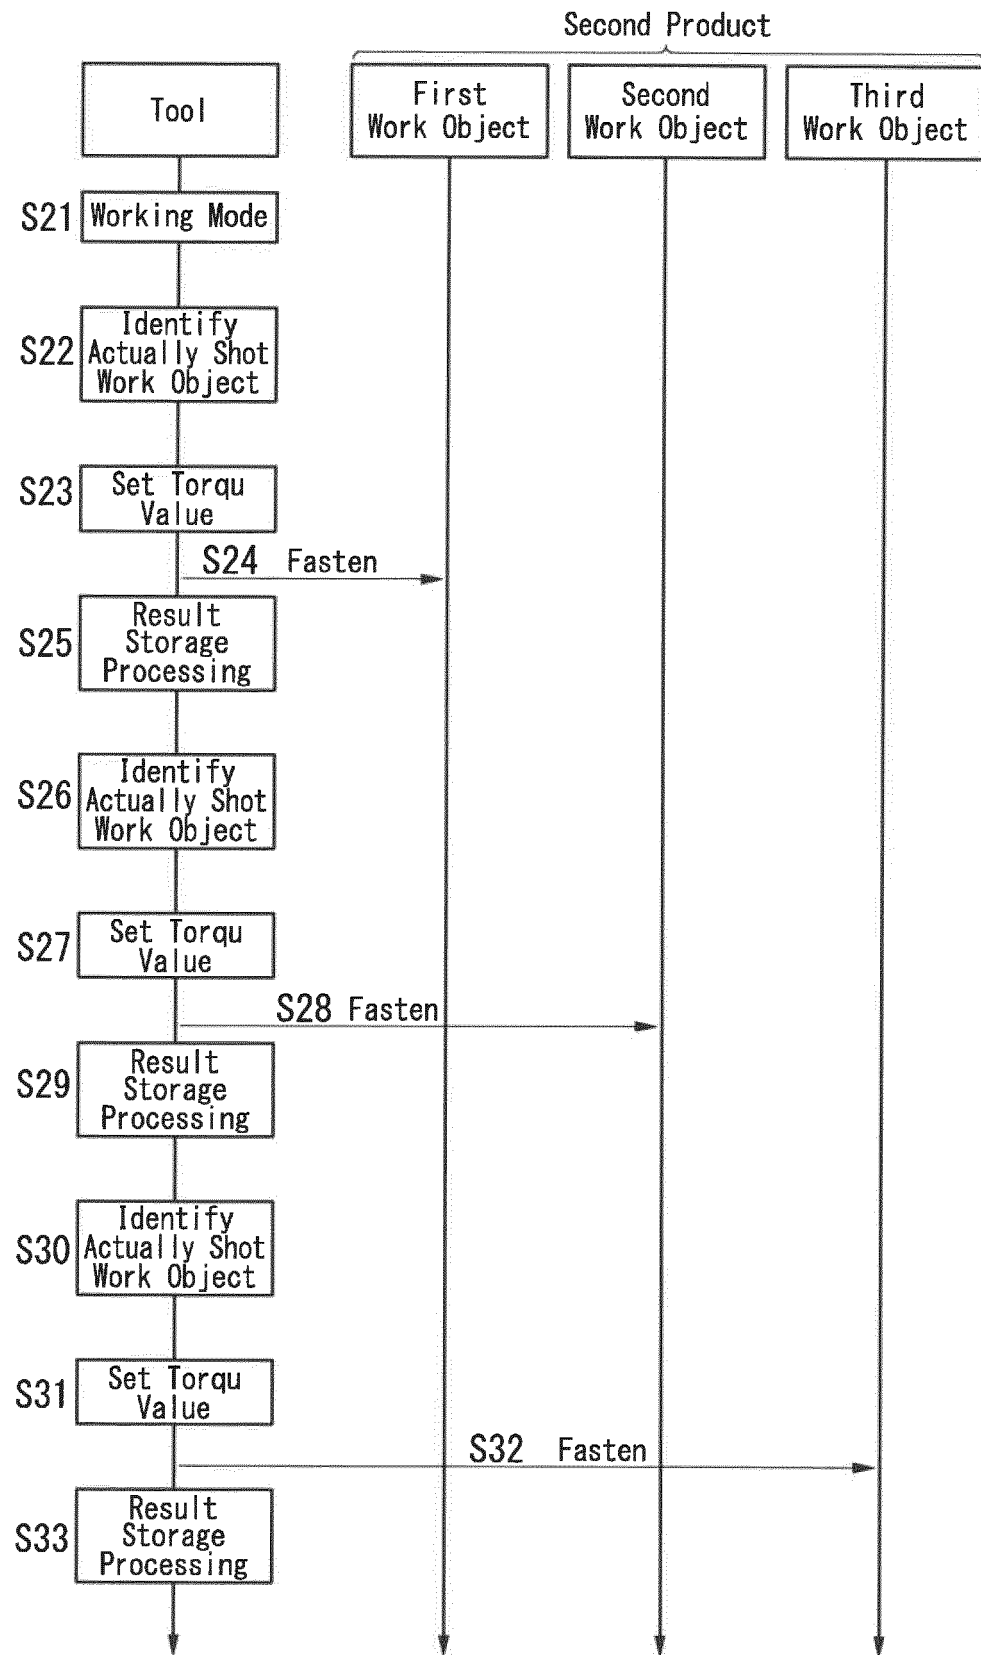 Second Product
Tool
First
Work Object
Second
Work Object
Third
Work Object
S21
Working Mode
S22
Identify
Actually Shot
Work Object
S23
Set Torqu
Value
S24 Fasten
S25
Result
Storage
Processing
S26
Identify
Actually Shot
Work Object
S27
Set Torqu
Value
S28 Fasten
S29
Result
Storage
Processing
S30
Identify
Actually Shot
Work Object
S31
Set Torqu
Value
S32 Fasten
S33
Result
Storage
Processing